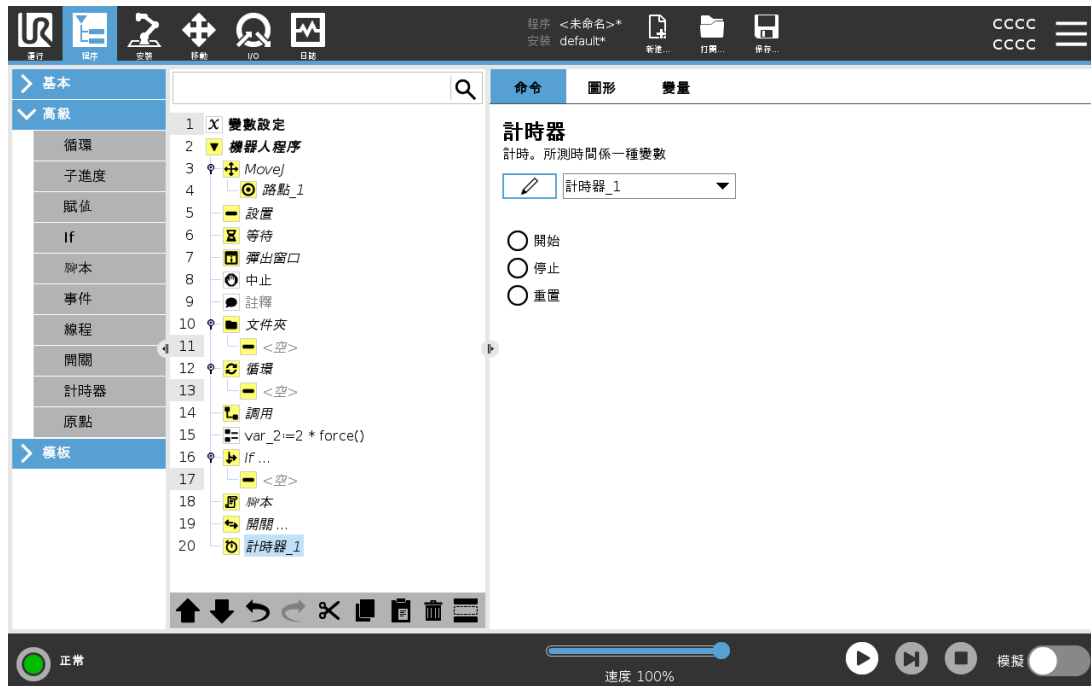 UR
運行
程序
安裝
移動
I/O
日誌
程序 <未命名>*
安裝 default*
新建...
打開...
保存...
CCCC
CCCC
基本
高級
循環
子進度
賦值
If
腳本
事件
線程
開關
計時器
原點
模板
1 變數設定
2 機器人程序
3 MoveJ
4 路點_1
5 設置
6 等待
7 彈出窗口
8 中止
9 註釋
10 文件夾
11 <空>
12 循環
13 <空>
14 調用
15 var_2:=2 * force()
16 If ...
17 <空>
18 腳本
19 開關 ...
20 計時器_1
命令 圖形 變量
計時器
計時。所測時間係一種變數
計時器_1
開始
停止
重置
正常
速度 100%
模擬